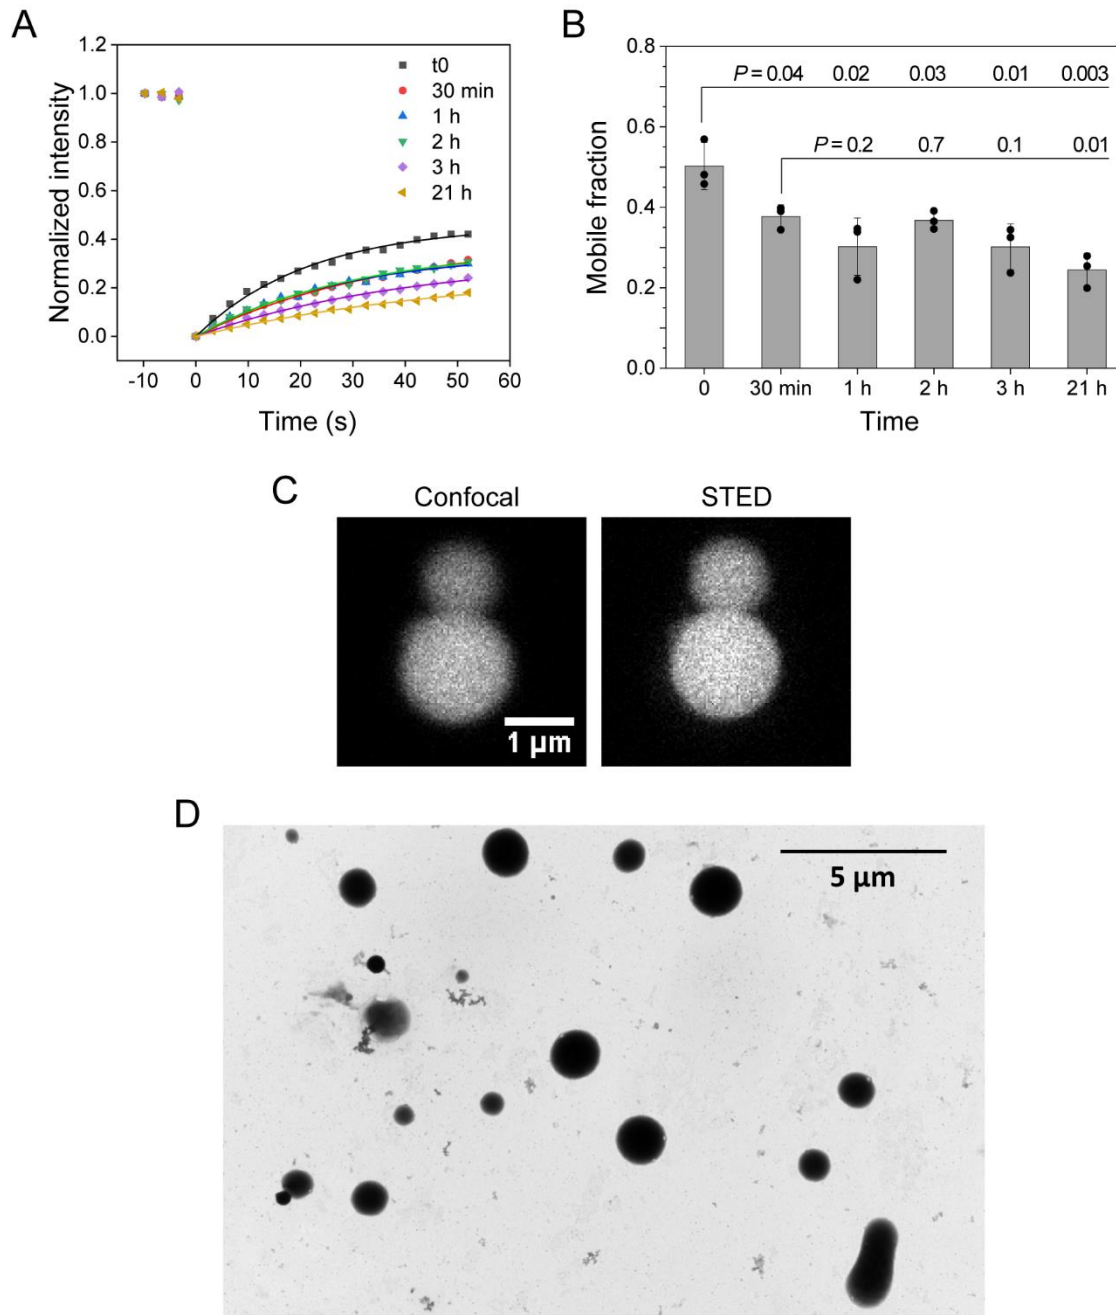 A
Normalized intensity
1.2
1.0
0.8
0.6
0.4
0.2
0.0
-10 0 10 20 30 40 50 60
Time (s)
t0
30 min
1 h
2 h
3 h
21 h
B
Mobile fraction
0.8
0.6
0.4
0.2
0.0
P = 0.04 0.02 0.03 0.01 0.003
P = 0.2 0.7 0.1 0.01
0 30 min 1 h 2 h 3 h 21 h
Time
C
Confocal STED
1 µm
D
5 µm